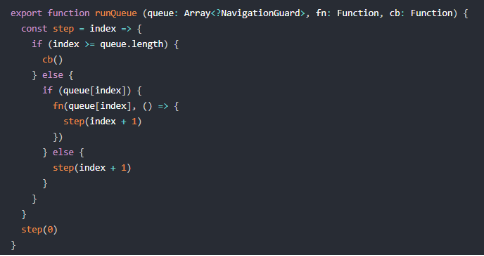 export function runQueue (queue: Array<?NavigationGuard>, fn: Function, cb: Function) {
  const step = index => {
    if (index >= queue.length) {
      cb()
    } else {
      if (queue[index]) {
        fn(queue[index], () => {
          step(index + 1)
        })
      } else {
        step(index + 1)
      }
    }
  }
  step(0)
}